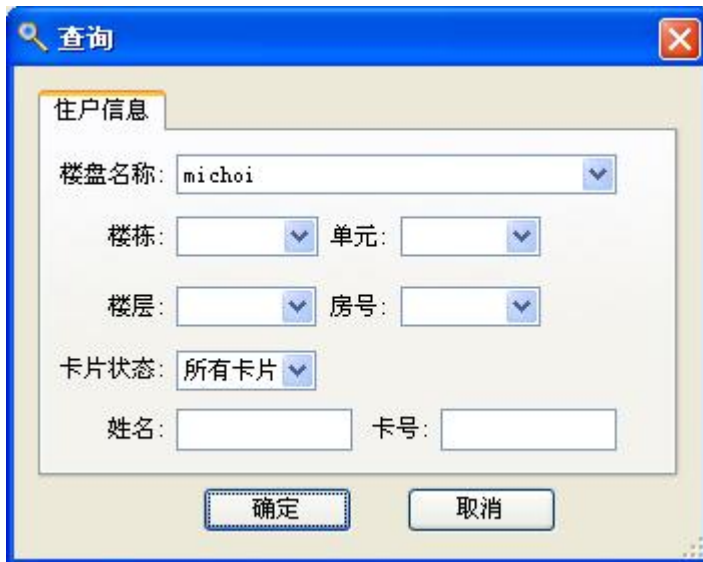 查询
住户信息
楼盘名称: michoi
楼栋: 单元:
楼层: 房号:
卡片状态: 所有卡片
姓名: 卡号:
确定 取消